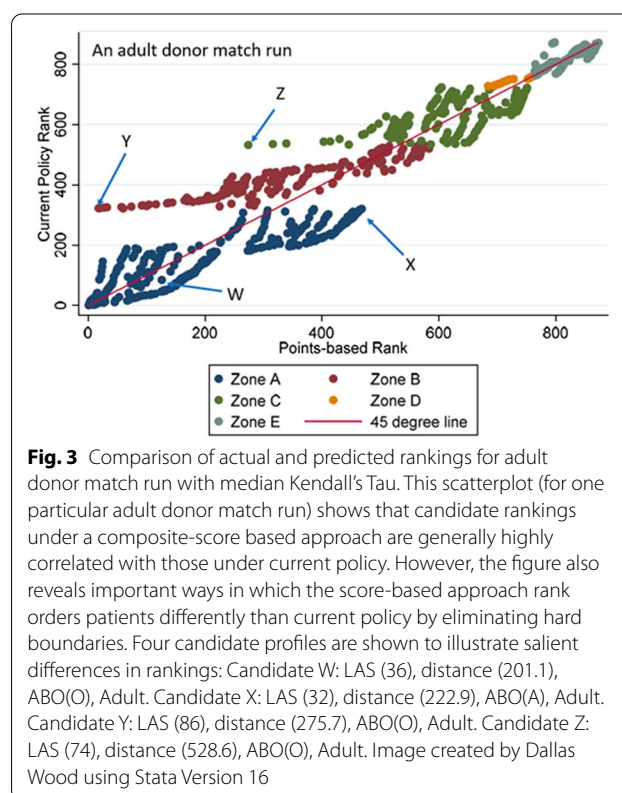 An adult donor match run
Z
Y
W
X
Current Policy Rank
800
600
400
200
0
0 200 400 600 800
Points-based Rank
Zone A Zone B
Zone C Zone D
Zone E 45 degree line
Fig. 3 Comparison of actual and predicted rankings for adult
donor match run with median Kendall's Tau. This scatterplot (for one
particular adult donor match run) shows that candidate rankings
under a composite-score based approach are generally highly
correlated with those under current policy. However, the figure also
reveals important ways in which the score-based approach rank
orders patients differently than current policy by eliminating hard
boundaries. Four candidate profiles are shown to illustrate salient
differences in rankings: Candidate W: LAS (36), distance (201.1),
ABO(O), Adult. Candidate X: LAS (32), distance (222.9), ABO(A), Adult.
Candidate Y: LAS (86), distance (275.7), ABO(O), Adult. Candidate Z:
LAS (74), distance (528.6), ABO(O), Adult. Image created by Dallas
Wood using Stata Version 16